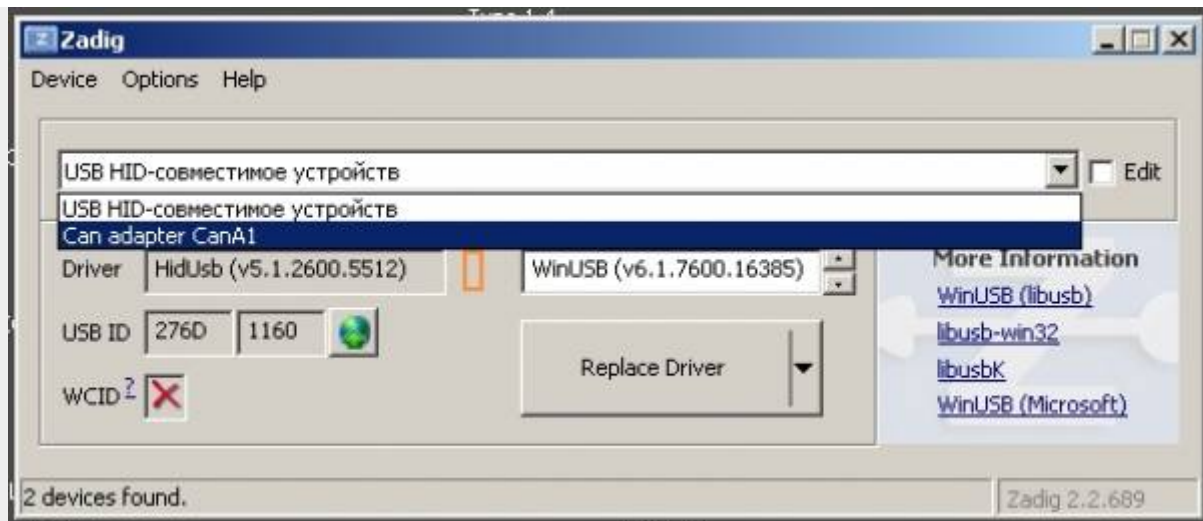 Zadig
Device Options Help
USB HID-совместимое устройств
Edit
USB HID-совместимое устройств
Can adapter CanA1
Driver HidUsb (v5.1.2600.5512) WinUSB (v6.1.7600.16385)
More Information
WinUSB (libusb)
USB ID 276D 1160
libusb-win32
Replace Driver
libusbK
WCID ?
WinUSB (Microsoft)
2 devices found.
Zadig 2.2.689